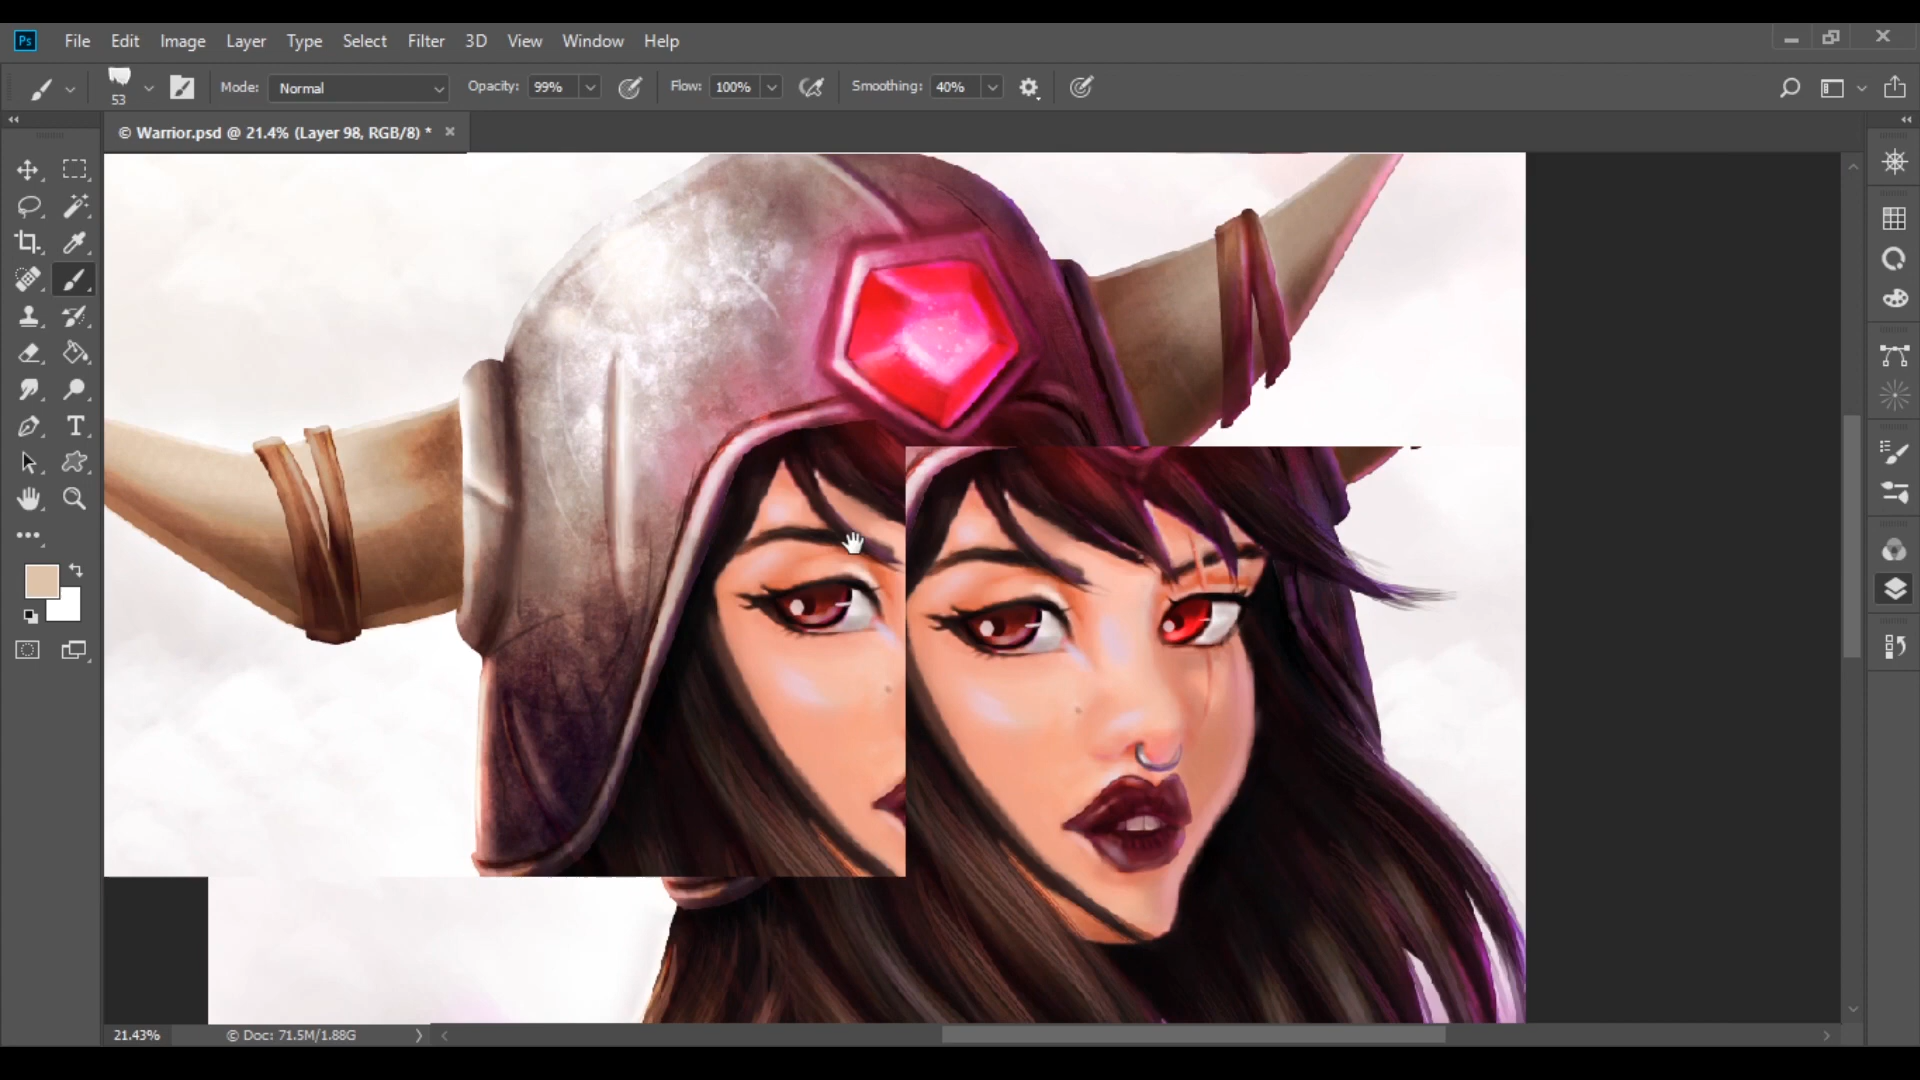 Ps File Edit Image Layer Type Select Filter 3D View Window Help
53 Mode: Normal Opacity: 99% Flow: 100% Smoothing: 40%
© Warrior.psd @ 21.4% (Layer 98, RGB/8) *
T
21.43% © Doc: 71.5M/1.88G